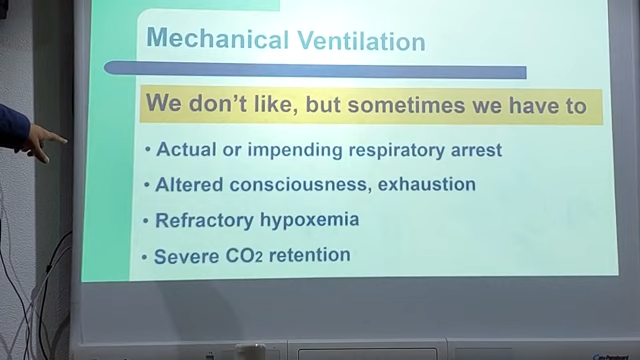 Mechanical Ventilation
We don't like, but sometimes we have to
• Actual or impending respiratory arrest
• Altered consciousness, exhaustion
• Refractory hypoxemia
• Severe CO2 retention